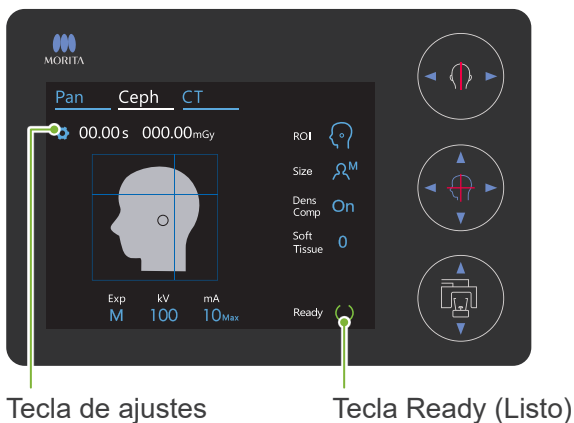 MORITA
Pan Ceph CT
00.00 s 000.00mGy
ROI
Size M
Dens
Comp On
Soft
Tissue 0
Exp kV mA
M 100 10Max
Ready
Tecla de ajustes
Tecla Ready (Listo)